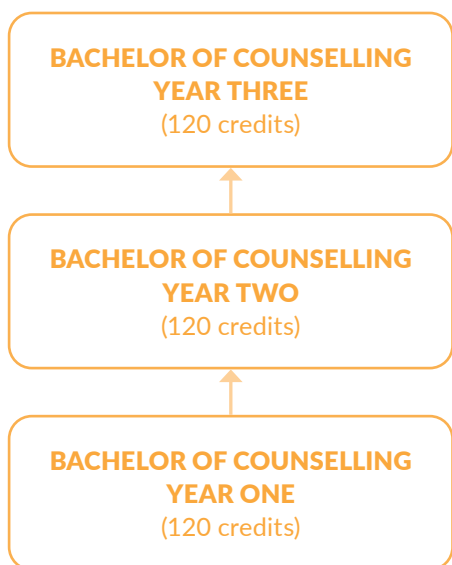 BACHELOR OF COUNSELLING
YEAR THREE
(120 credits)
BACHELOR OF COUNSELLING
YEAR TWO
(120 credits)
BACHELOR OF COUNSELLING
YEAR ONE
(120 credits)